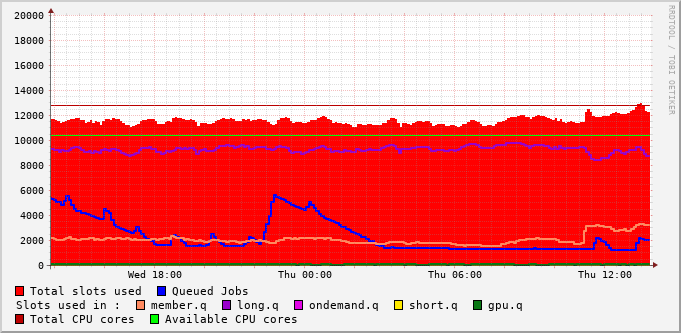 20000
18000
16000
14000
12000
10000
8000
6000
4000
2000
0
Wed 18:00 Thu 00:00 Thu 06:00 Thu 12:00
RRDTOOL / TOBI OETIKER
Total slots used Queued Jobs
Slots used in : member.q long.q ondemand.q short.q gpu.q
Total CPU cores Available CPU cores